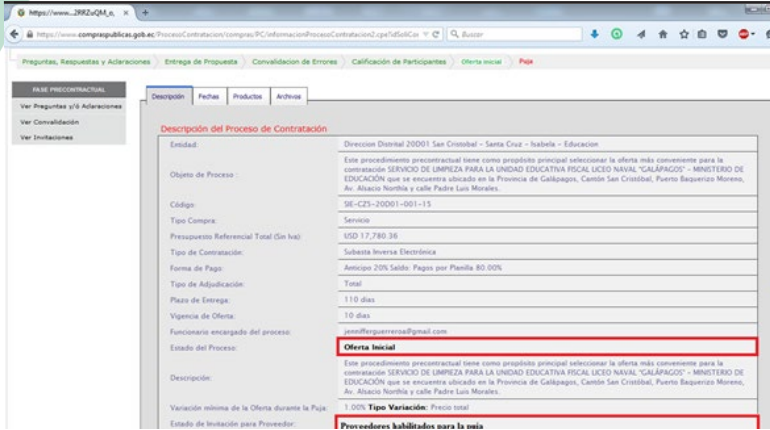 https://www...2RRZuQM_o,
https://www.compraspublicas.gob.ec/ProcesoContratacion/compras/PC/informacionProcesoContratacion2.cpe?idSoliCor
Buscar
Preguntas, Respuestas y Aclaraciones Entrega de Propuesta Convalidacion de Errores Calificación de Participantes Oferta inicial Puja
FASE PRECONTRACTUAL
Ver Preguntas y/ó Aclaraciones
Ver Convalidación
Ver Invitaciones
Descripción Fechas Productos Archivos
Descripción del Proceso de Contratación
Entidad: Direccion Distrital 20D01 San Cristobal - Santa Cruz - Isabela - Educacion
Objeto de Proceso : Este procedimiento precontractual tiene como propósito principal seleccionar la oferta más conveniente para la
contratación SERVICIO DE LIMPIEZA PARA LA UNIDAD EDUCATIVA FISCAL LICEO NAVAL "GALÁPAGOS" - MINISTERIO DE
EDUCACIÓN que se encuentra ubicado en la Provincia de Galápagos, Cantón San Cristóbal, Puerto Baquerizo Moreno,
Av. Alsacio Northía y calle Padre Luis Morales.
Código: SIE-CZ5-20D01-001-15
Tipo Compra: Servicio
Presupuesto Referencial Total (Sin Iva): USD 17,780.36
Tipo de Contratación: Subasta Inversa Electrónica
Forma de Pago: Anticipo 20% Saldo: Pagos por Planilla 80.00%
Tipo de Adjudicación: Total
Plazo de Entrega: 110 dias
Vigencia de Oferta: 10 dias
Funcionario encargado del proceso: jennifferguerreroa@gmail.com
Estado del Proceso: Oferta Inicial
Descripción: Este procedimiento precontractual tiene como propósito principal seleccionar la oferta más conveniente para la
contratación SERVICIO DE LIMPIEZA PARA LA UNIDAD EDUCATIVA FISCAL LICEO NAVAL "GALÁPAGOS" - MINISTERIO DE
EDUCACIÓN que se encuentra ubicado en la Provincia de Galápagos, Cantón San Cristóbal, Puerto Baquerizo Moreno,
Av. Alsacio Northía y calle Padre Luis Morales.
Variación mínima de la Oferta durante la Puja: 1.00% Tipo Variación: Precio total
Estado de Invitación para Proveedor: Proveedores habilitados para la puja